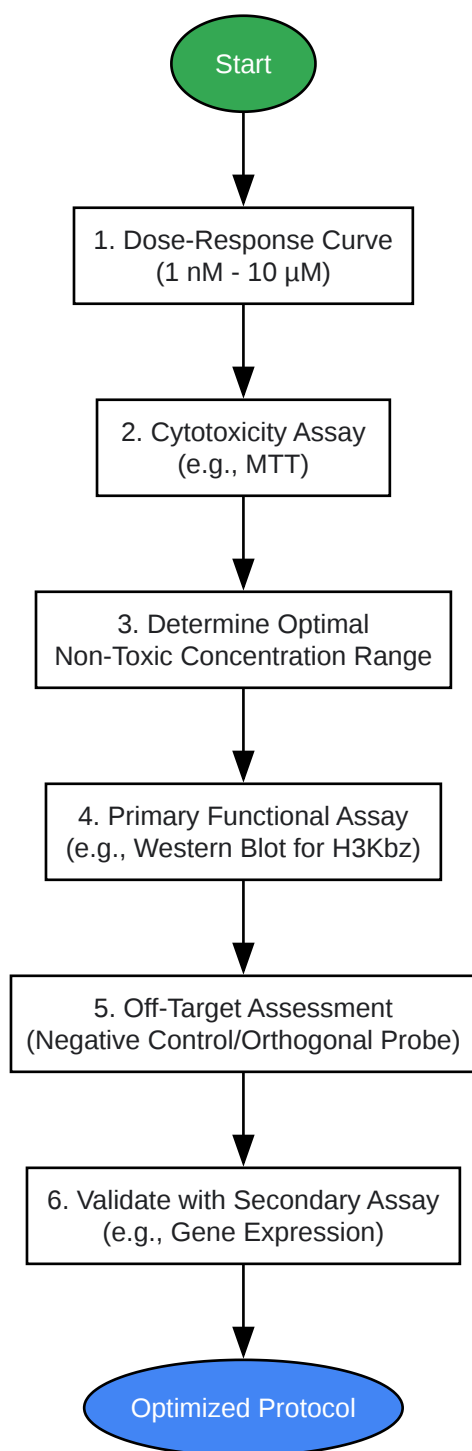 Start
1. Dose-Response Curve
(1 nM - 10 µM)
2. Cytotoxicity Assay
(e.g., MTT)
3. Determine Optimal
Non-Toxic Concentration Range
4. Primary Functional Assay
(e.g., Western Blot for H3Kbz)
5. Off-Target Assessment
(Negative Control/Orthogonal Probe)
6. Validate with Secondary Assay
(e.g., Gene Expression)
Optimized Protocol